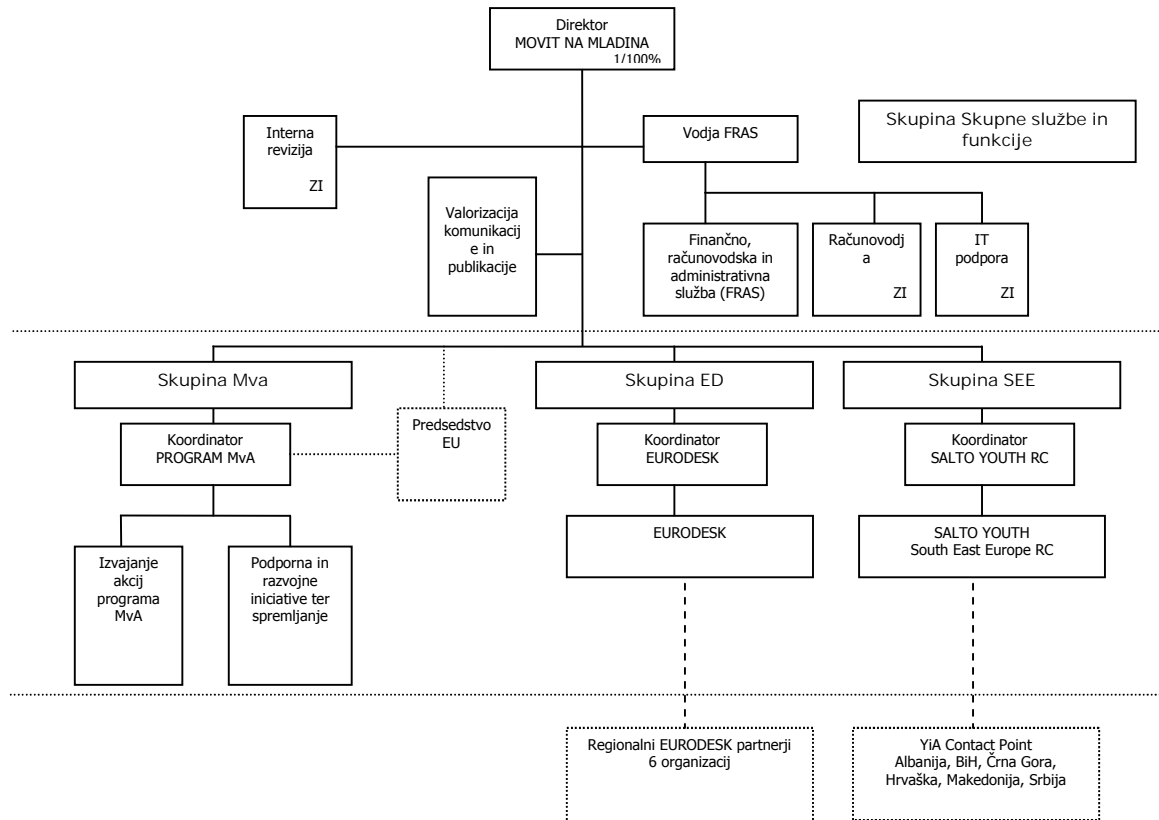 Direktor
MOVIT NA MLADINA
1/100%
Interna
revizija
ZI
Vodja FRAS
Skupina Skupne službe in
funkcije
Valorizacija
komunikacij
e in
publikacije
Finančno,
računovodska in
administrativna
služba (FRAS)
Računovodj
a
ZI
IT
podpora
ZI
Skupina Mva
Skupina ED
Skupina SEE
Koordinator
PROGRAM MvA
Predsedstvo
EU
Koordinator
EURODESK
Koordinator
SALTO YOUTH RC
Izvajanje
akcij
programa
MvA
Podporna in
razvojne
iniciative ter
spremljanje
EURODESK
SALTO YOUTH
South East Europe RC
Regionalni EURODESK partnerji
6 organizacij
YiA Contact Point
Albanija, BiH, Črna Gora,
Hrvaška, Makedonija, Srbija